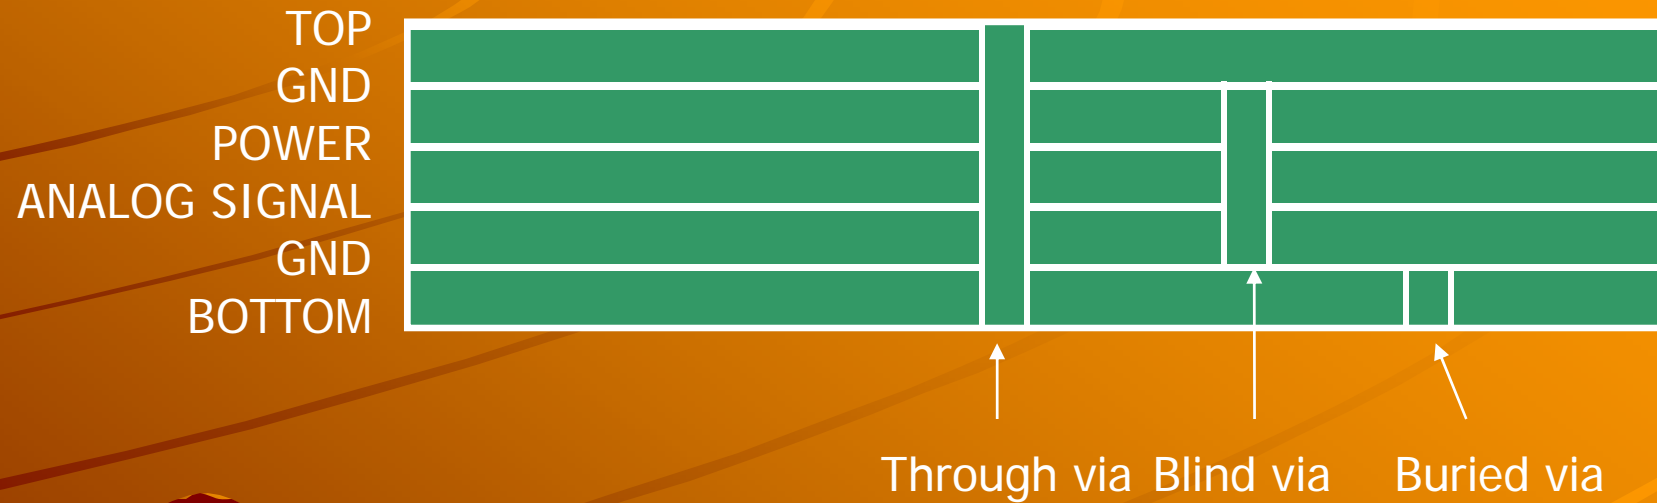 TOP
GND
POWER
ANALOG SIGNAL
GND
BOTTOM
Through via Blind via Buried via